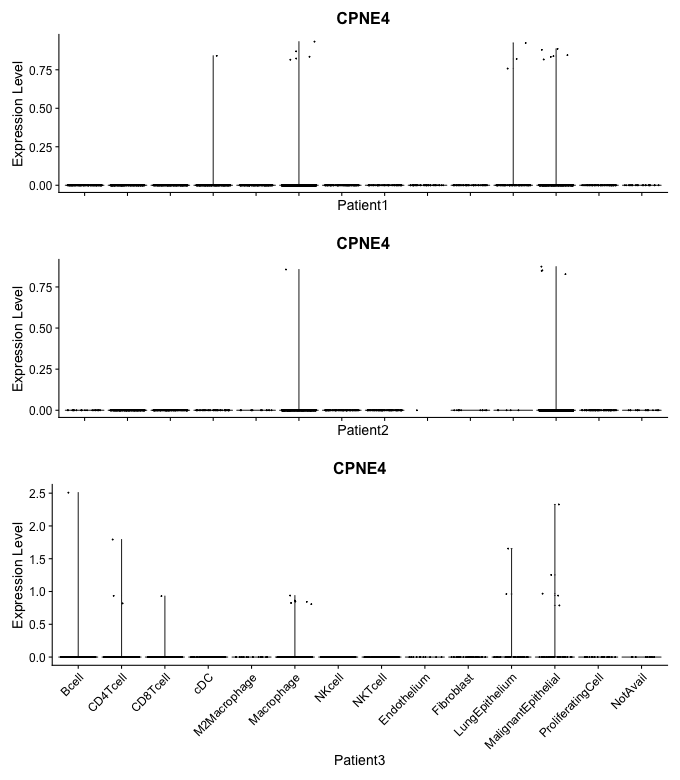 CPNE4
Expression Level
0.75
0.50
0.25
0.00
Patient1
CPNE4
Expression Level
0.75
0.50
0.25
0.00
Patient2
CPNE4
Expression Level
2.5
2.0
1.5
1.0
0.5
0.0
Bcell
CD4Tcell
CD8Tcell
cDC
M2Macrophage
Macrophage
NKcell
NKTcell
Endothelium
Fibroblast
LungEpithelium
MalignantEpithelial
ProliferatingCell
NotAvail
Patient3